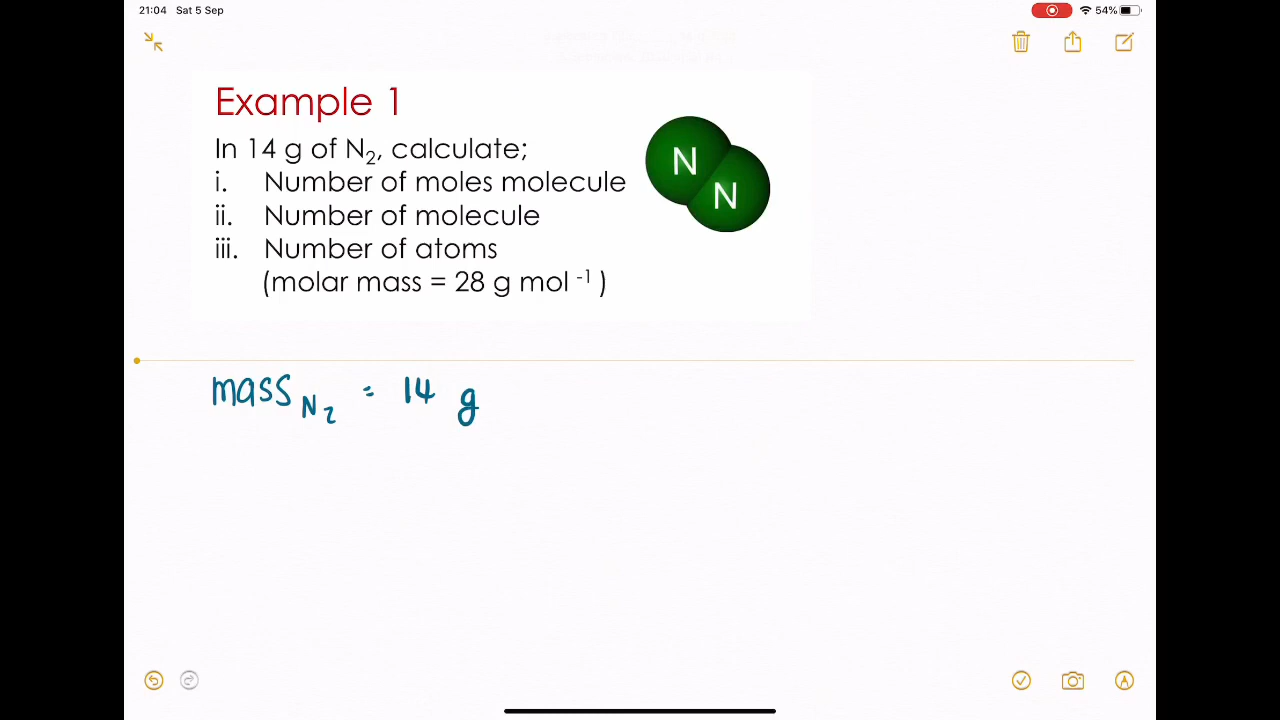 21:04 Sat 5 Sep 54%
Example 1
In 14 g of N₂, calculate;
i. Number of moles molecule
ii. Number of molecule
iii. Number of atoms
(molar mass = 28 g mol ⁻¹ )
N
N
mass N₂ = 14 g